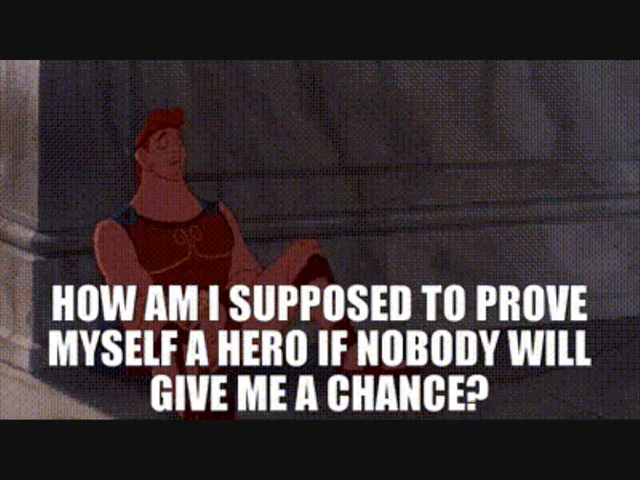 HOW AM I SUPPOSED TO PROVE
MYSELF A HERO IF NOBODY WILL
GIVE ME A CHANCE?